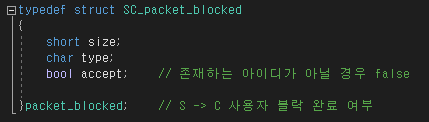 typedef struct SC_packet_blocked
{
short size;
char type;
bool accept; // 존재하는 아이디가 아닐 경우 false
}packet_blocked; // S -> C 사용자 블락 완료 여부